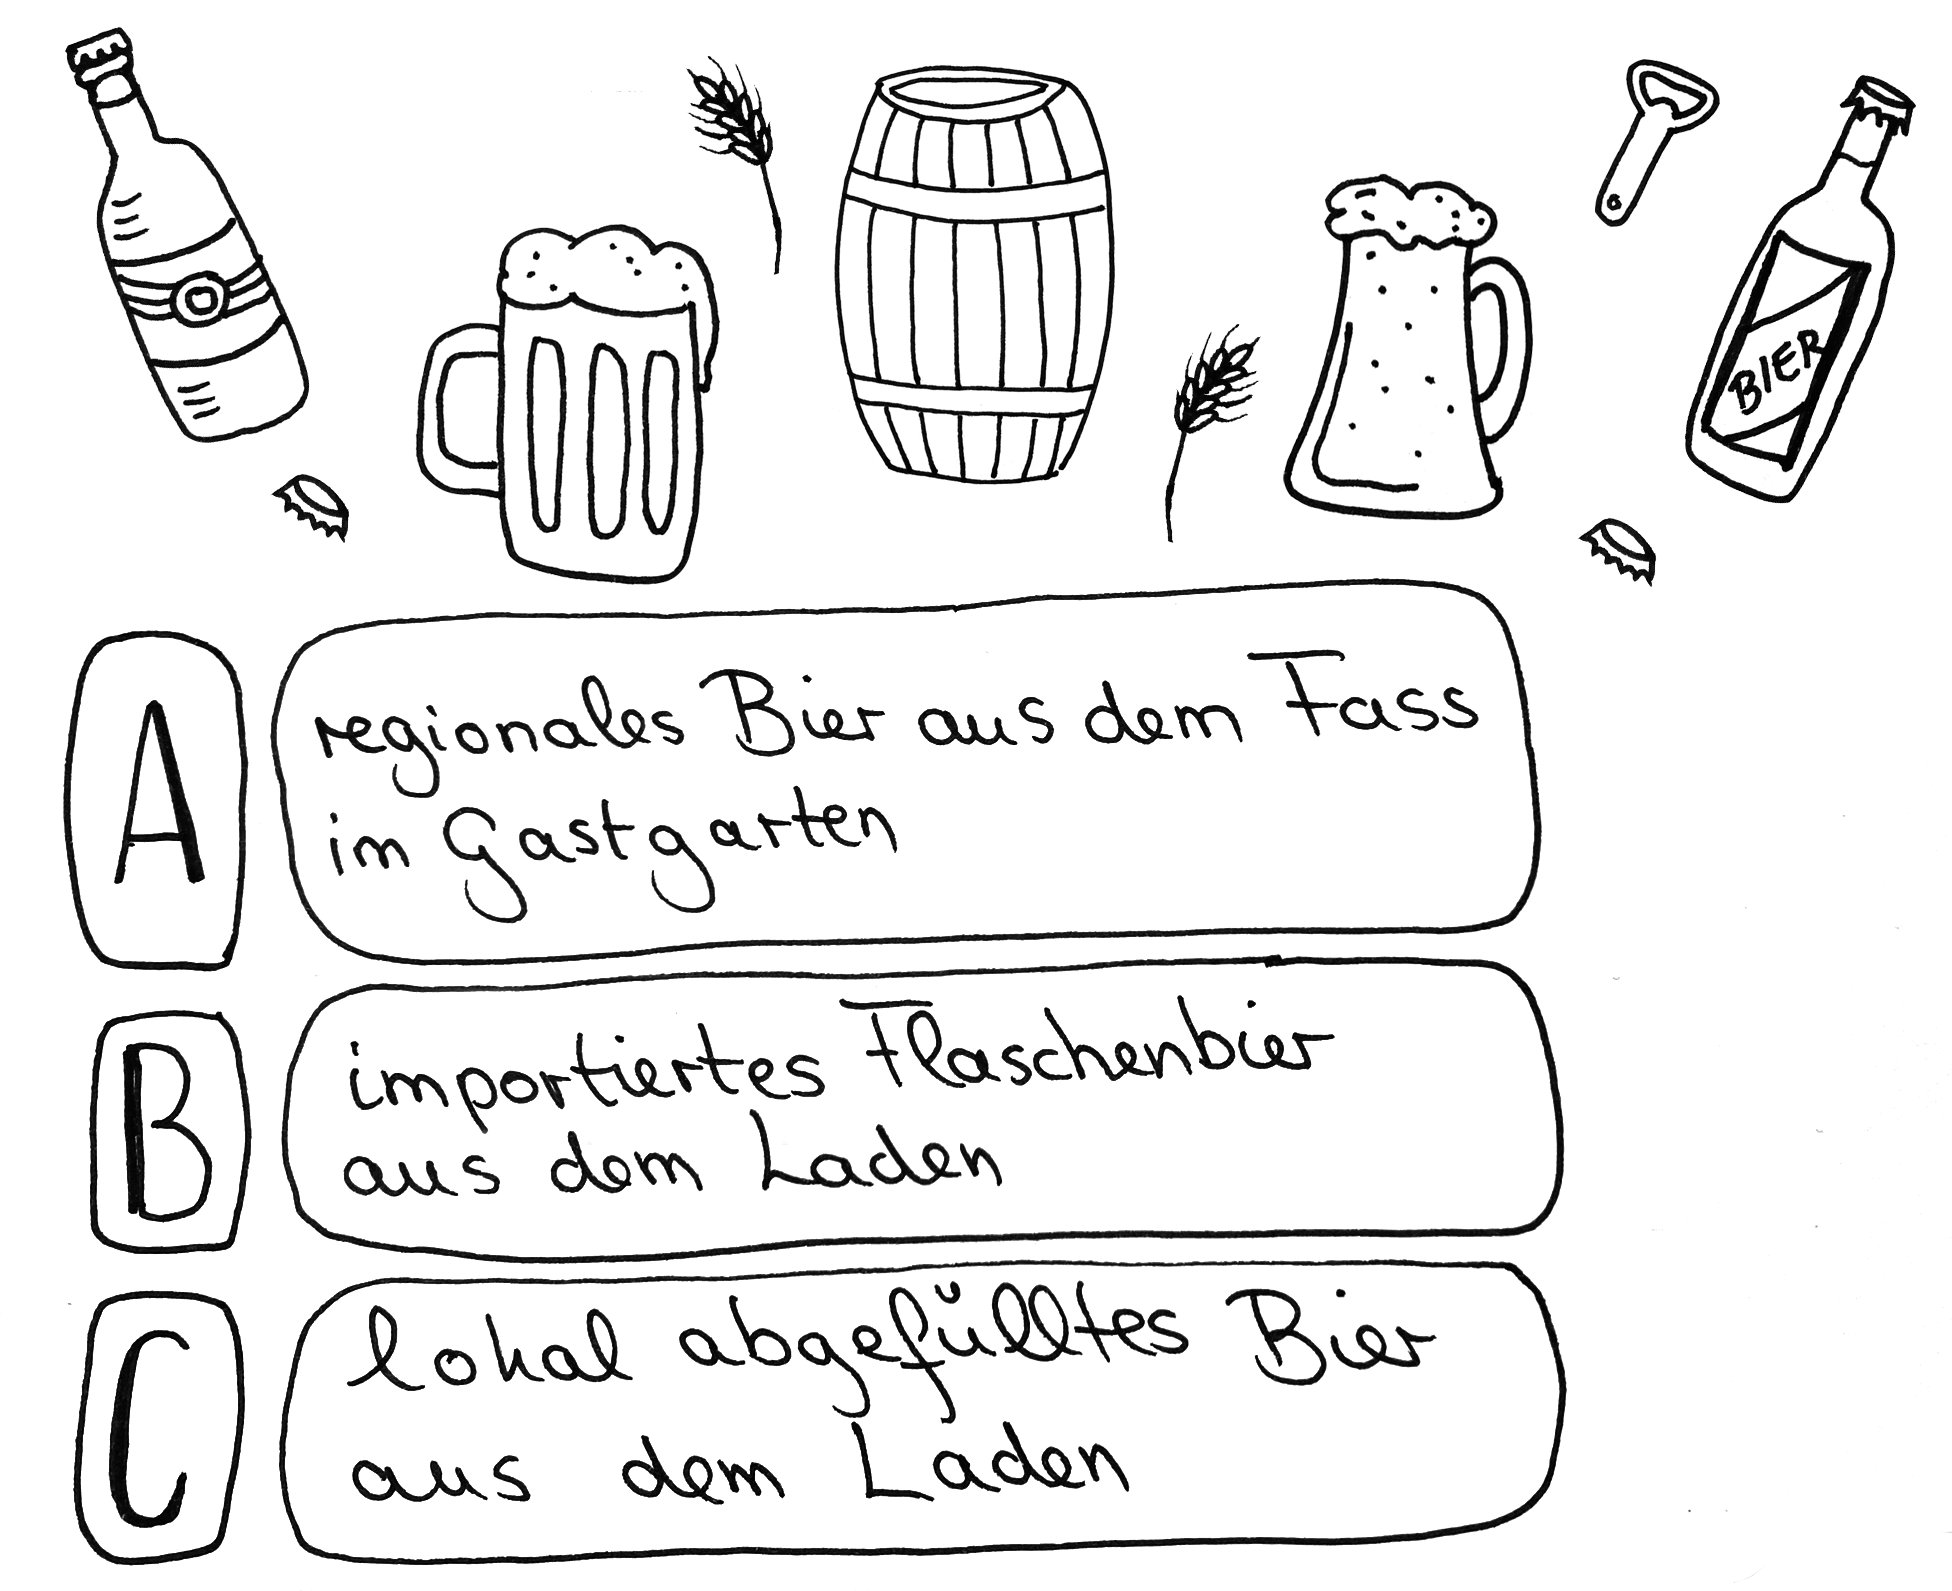 BIER
A
regionales Bier aus dem Fass
im Gastgarten
B
importiertes Flaschenbier
aus dem Laden
C
lokal abgefülltes Bier
aus dem Laden